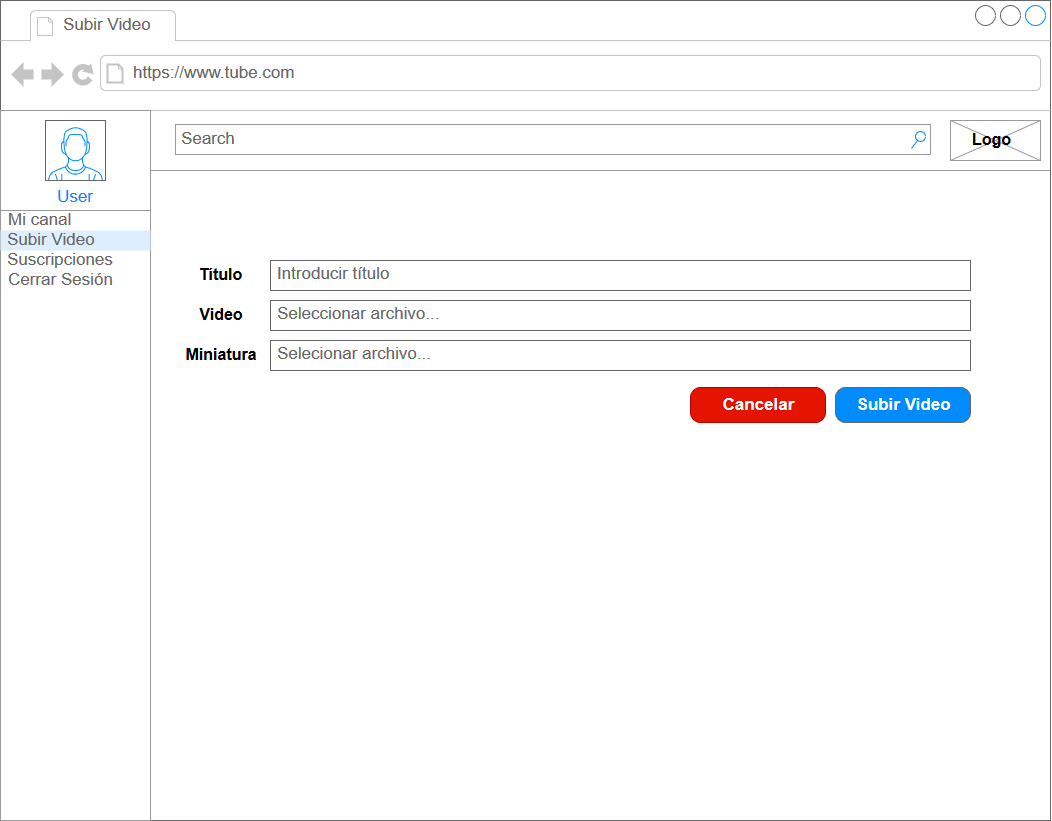 Subir Video
https://www.tube.com
Search
Logo
User
Mi canal
Subir Video
Suscripciones
Cerrar Sesión
Título Introducir título
Video Seleccionar archivo...
Miniatura Selecionar archivo...
Cancelar Subir Video